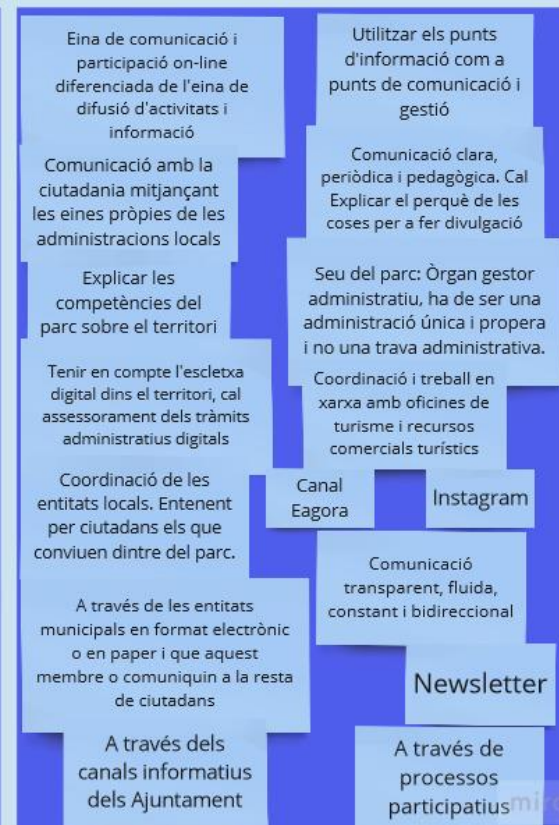 Eina de comunicació i
participació on-line
diferenciada de l'eina de
difusió d'activitats i
informació
Utilitzar els punts
d'informació com a
punts de comunicació i
gestió
Comunicació amb la
ciutadania mitjançant
les eines pròpies de les
administracions locals
Comunicació clara,
periòdica i pedagògica. Cal
Explicar el perquè de les
coses per a fer divulgació
Explicar les
competències del
parc sobre el territori
Seu del parc: Òrgan gestor
administratiu, ha de ser una
administració única i propera
i no una trava administrativa.
Tenir en compte l'escletxa
digital dins el territori, cal
assessorament dels tràmits
administratius digitals
Coordinació i treball en
xarxa amb oficines de
turisme i recursos
comercials turístics
Coordinació de les
entitats locals. Entenent
per ciutadans els que
conviuen dintre del parc.
Canal
Eagora
Instagram
Comunicació
transparent, fluida,
constant i bidireccional
A través de les entitats
municipals en format electrònic
o en paper i que aquest
membre o comuniquin a la resta
de ciutadans
Newsletter
A través dels
canals informatius
dels Ajuntament
A través de
processos
participatius